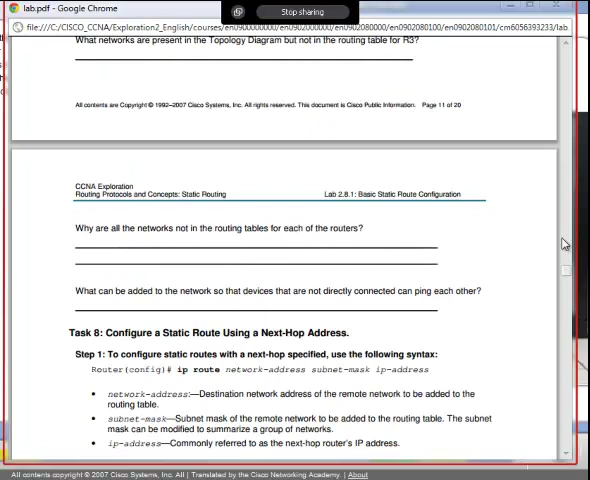 lab.pdf - Google Chrome
Stop sharing
file:///C:/CISCO_CCNA/Exploration2_English/courses/en0900000000/en0902000000/en0902080000/en0902080100/en0902080101/cm6056393233/lab
What networks are present in the Topology Diagram but not in the routing table for R3?
All contents are Copyright © 1992–2007 Cisco Systems, Inc. All rights reserved. This document is Cisco Public Information. Page 11 of 20
CCNA Exploration
Routing Protocols and Concepts: Static Routing Lab 2.8.1: Basic Static Route Configuration
Why are all the networks not in the routing tables for each of the routers?
What can be added to the network so that devices that are not directly connected can ping each other?
Task 8: Configure a Static Route Using a Next-Hop Address.
Step 1: To configure static routes with a next-hop specified, use the following syntax:
Router(config)# ip route network-address subnet-mask ip-address
• network-address:—Destination network address of the remote network to be added to the
routing table.
• subnet-mask—Subnet mask of the remote network to be added to the routing table. The subnet
mask can be modified to summarize a group of networks.
• ip-address—Commonly referred to as the next-hop router's IP address.
All contents copyright © 2007 Cisco Systems, Inc. All | Translated by the Cisco Networking Academy. | About